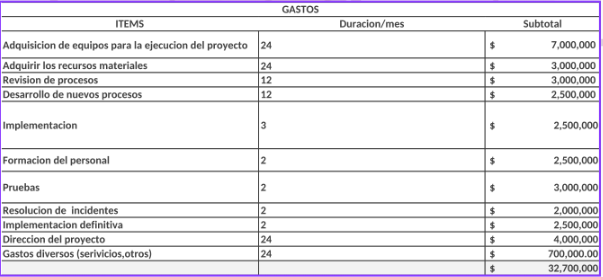 GASTOS
ITEMS Duracion/mes Subtotal
Adquisicion de equipos para la ejecucion del proyecto 24 $ 7,000,000
Adquirir los recursos materiales 24 $ 3,000,000
Revision de procesos 12 $ 3,000,000
Desarrollo de nuevos procesos 12 $ 2,500,000
Implementacion 3 $ 2,500,000
Formacion del personal 2 $ 2,500,000
Pruebas 2 $ 3,000,000
Resolucion de incidentes 2 $ 2,000,000
Implementacion definitiva 2 $ 2,500,000
Direccion del proyecto 24 $ 4,000,000
Gastos diversos (serivicios,otros) 24 $ 700,000.00
$ 32,700,000